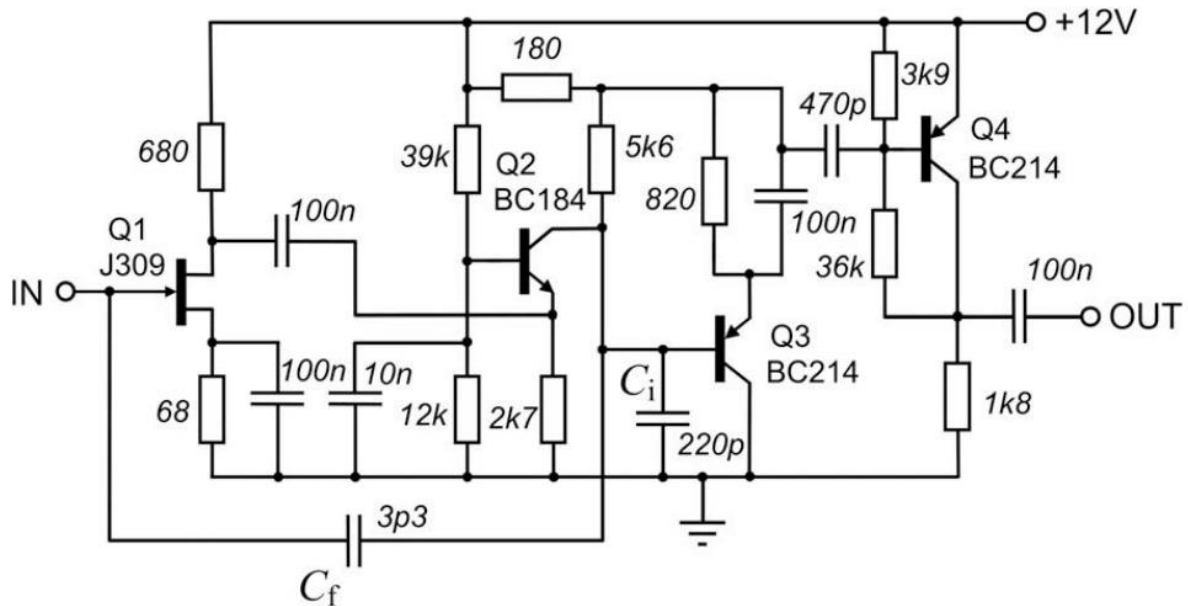 +12V
180
3k9
470p
680
39k
Q2
BC184
5k6
Q4
BC214
820
100n
Q1
J309
100n
36k
100n
IN
OUT
Q3
BC214
100n
10n
Ci
68
12k
2k7
220p
1k8
3p3
Cf